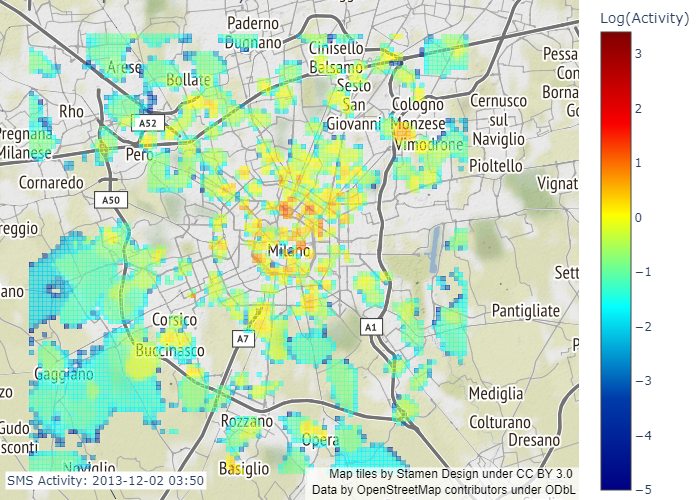 Log(Activity)
3
2
1
0
−1
−2
−3
−4
−5
Paderno
Dugnano
Cinisello
Balsamo
Arese
Bollate
Sesto
San
Giovanni
Cologno
Monzese
Cernusco
sul
Naviglio
Pessa
Con
Borna
Go
Rho
A52
Pregnana
Milanese
Pero
Vimodrone
Pioltello
Cornaredo
Vignat
A50
reggio
Milano
Sett
ano
Corsico
A7
A1
Pantigliate
Buccinasco
P
Gaggiano
zo
Mediglia
Gudo
sconti
Rozzano
Opera
Colturano
Dresano
Noviglio
Basiglio
SMS Activity: 2013-12-02 03:50
Map tiles by Stamen Design under CC BY 3.0
Data by OpenStreetMap contributors under ODbL